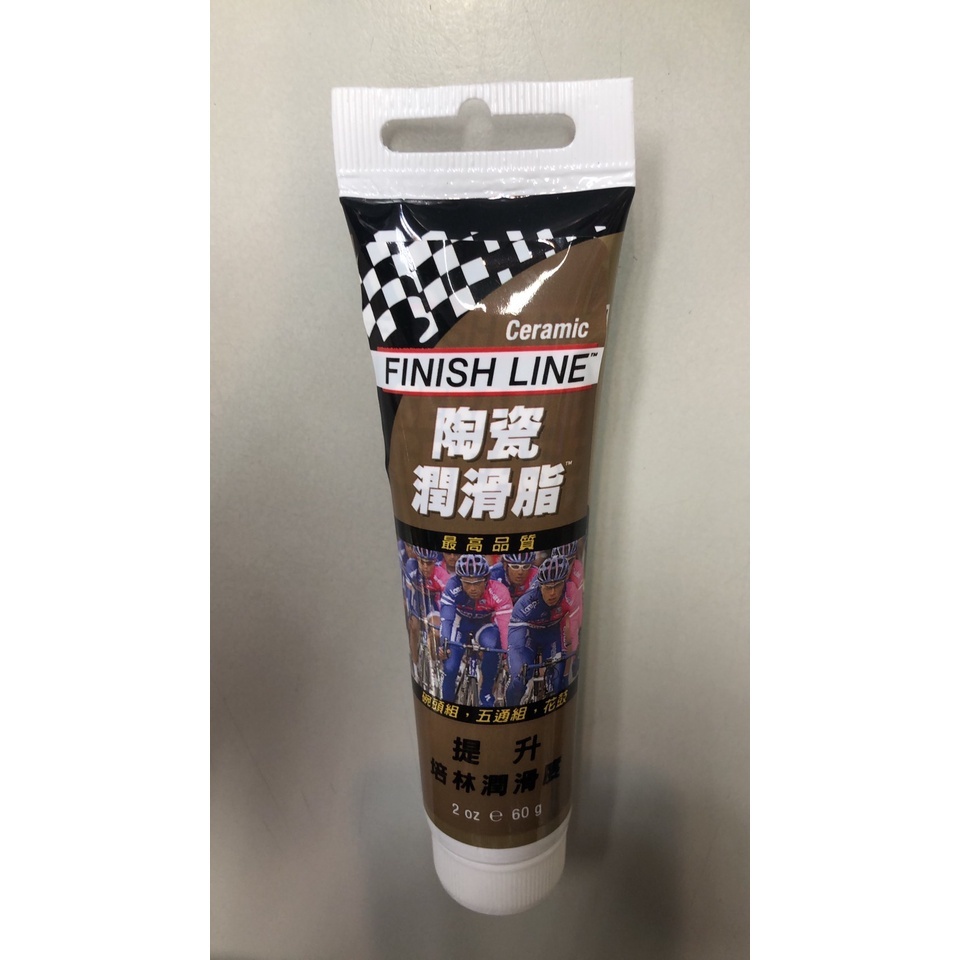 Ceramic
FINISH LINE™
陶瓷
潤滑脂™
最高品質
碗頭組，五通組，花鼓
提 升
培林潤滑度
2 oz ℮ 60 g